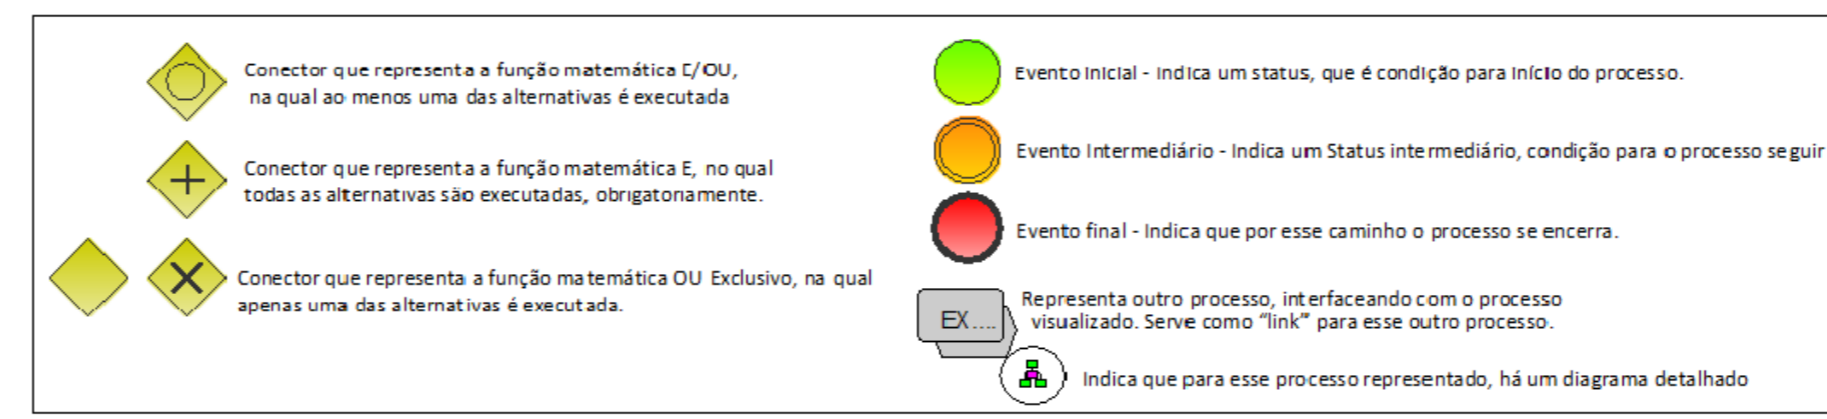 Conector que representa a função matemática E/OU,
na qual ao menos uma das alternativas é executada
Conector que representa a função matemática E, no qual
todas as alternativas são executadas, obrigatoriamente.
Conector que representa a função matemática OU Exclusivo, na qual
apenas uma das alternativas é executada.
Evento Inicial - Indica um status, que é condição para início do processo.
Evento Intermediário - Indica um Status intermediário, condição para o processo seguir
Evento final - Indica que por esse caminho o processo se encerra.
EX....
Representa outro processo, interfaceando com o processo
visualizado. Serve como “link” para esse outro processo.
Indica que para esse processo representado, há um diagrama detalhado